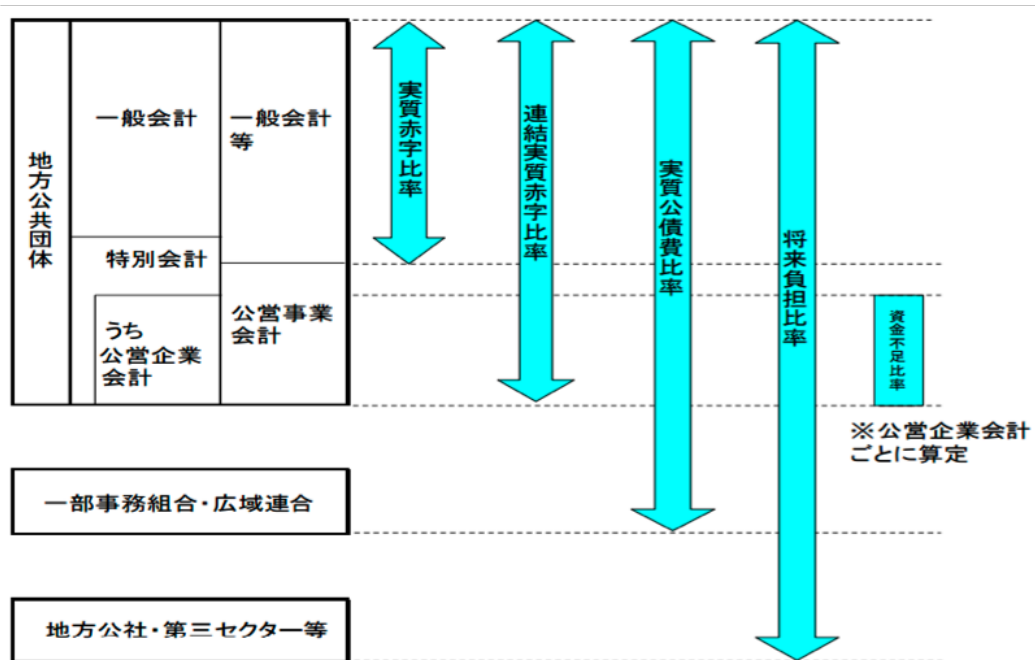 地方公共団体
一般会計
一般会計
等
特別会計
うち
公営企業
会計
公営事業
会計
実質赤字比率
連結実質赤字比率
実質公債費比率
将来負担比率
資金不足比率
※公営企業会計
ごとに算定
一部事務組合・広域連合
地方公社・第三セクター等